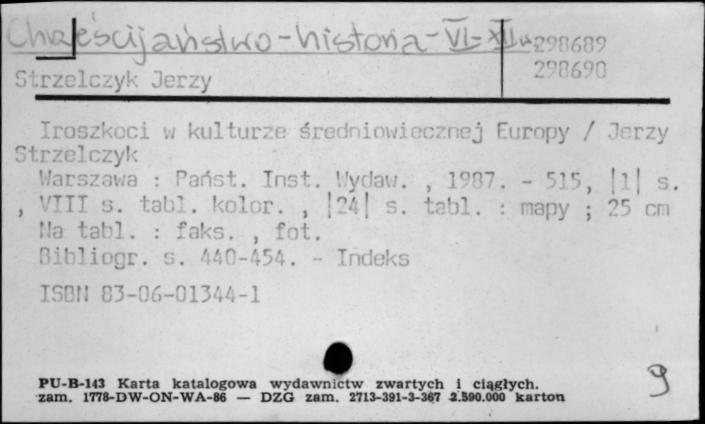 Chrześcijaństwo-historia-VI-XIIw
298689
298690
Strzelczyk Jerzy
Iroszkoci w kulturze średniowiecznej Europy / Jerzy
Strzelczyk
Warszawa : Państ. Inst. Wydaw. , 1987. - 515, |1| s.
, VIII s. tabl. kolor. , |24| s. tabl. : mapy ; 25 cm
Na tabl. : faks. , fot.
Bibliogr. s. 440-454. - Indeks
ISBN 83-06-01344-1
PU-B-143 Karta katalogowa wydawnictw zwartych i ciągłych.
zam. 1778-DW-ON-WA-86 — DZG zam. 2713-391-3-367 2.590.000 karton
9